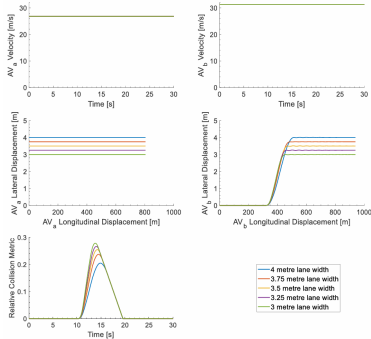 30
20
10
0
0 5 10 15 20 25 30
AVa Velocity [m/s]
Time [s]
30
20
10
0
0 5 10 15 20 25 30
AVb Velocity [m/s]
Time [s]
5
4
3
2
1
0
0 200 400 600 800 1000
AVa Lateral Displacement [m]
AVa Longitudinal Displacement [m]
5
4
3
2
1
0
0 200 400 600 800 1000
AVb Lateral Displacement [m]
AVb Longitudinal Displacement [m]
0.3
0.2
0.1
0
0 5 10 15 20 25 30
Relative Collision Metric
Time [s]
4 metre lane width
3.75 metre lane width
3.5 metre lane width
3.25 metre lane width
3 metre lane width